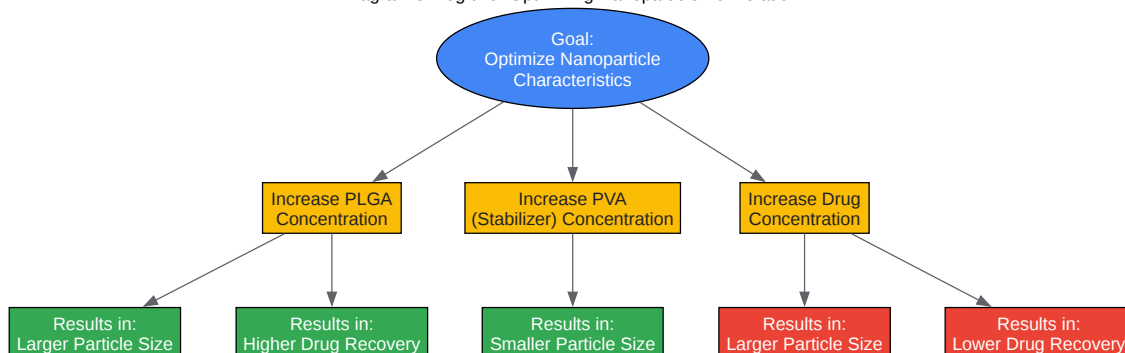 Goal:
Optimize Nanoparticle
Characteristics
Increase PLGA
Concentration
Increase PVA
(Stabilizer) Concentration
Increase Drug
Concentration
Results in:
Larger Particle Size
Results in:
Higher Drug Recovery
Results in:
Smaller Particle Size
Results in:
Larger Particle Size
Results in:
Lower Drug Recovery